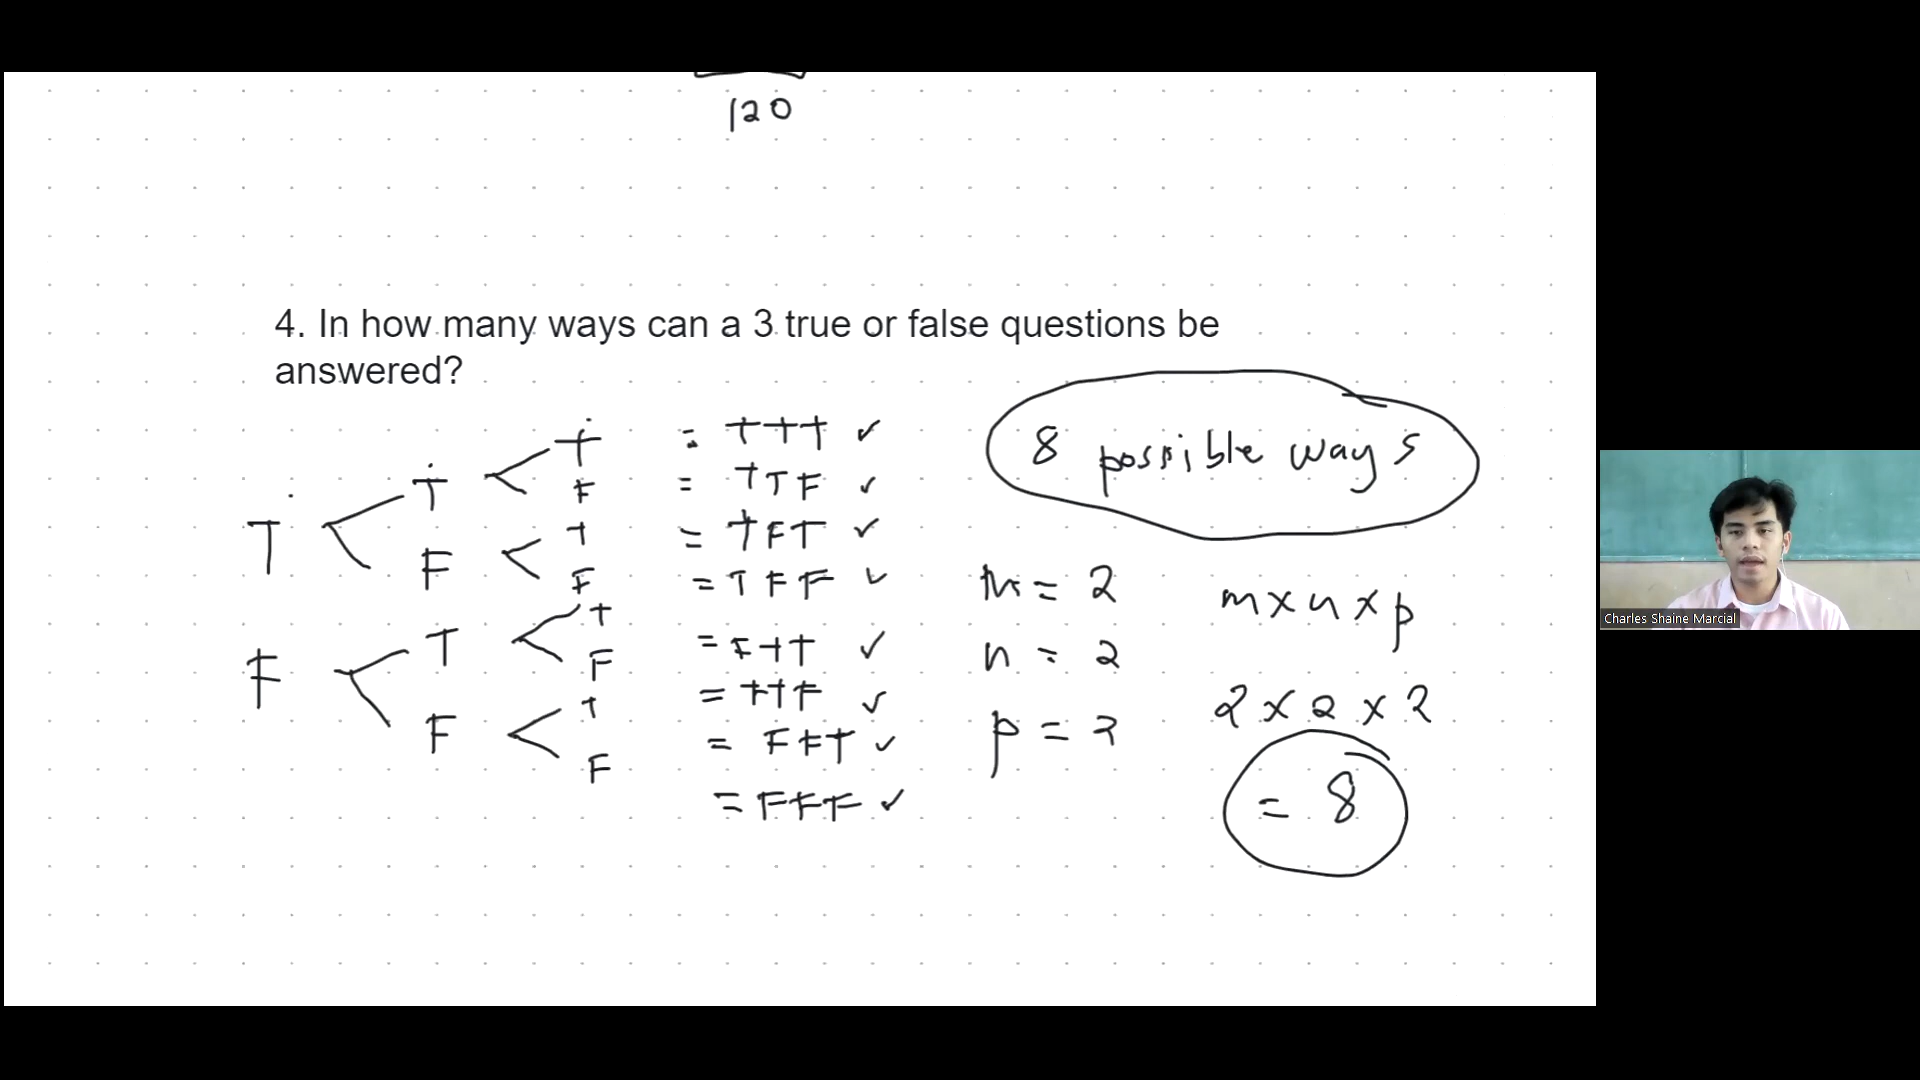 120
4. In how many ways can a 3 true or false questions be
answered?
8 possible ways
T T T = TTT ✓
F = TTF ✓
F T = TFT ✓
F = TFF ✓
F T T = FTT ✓
F = FTF ✓
F T = FFT ✓
F = FFF ✓
m = 2
n = 2
p = 2
m x n x p
2 x 2 x 2
= 8
Charles Shaine Marcial